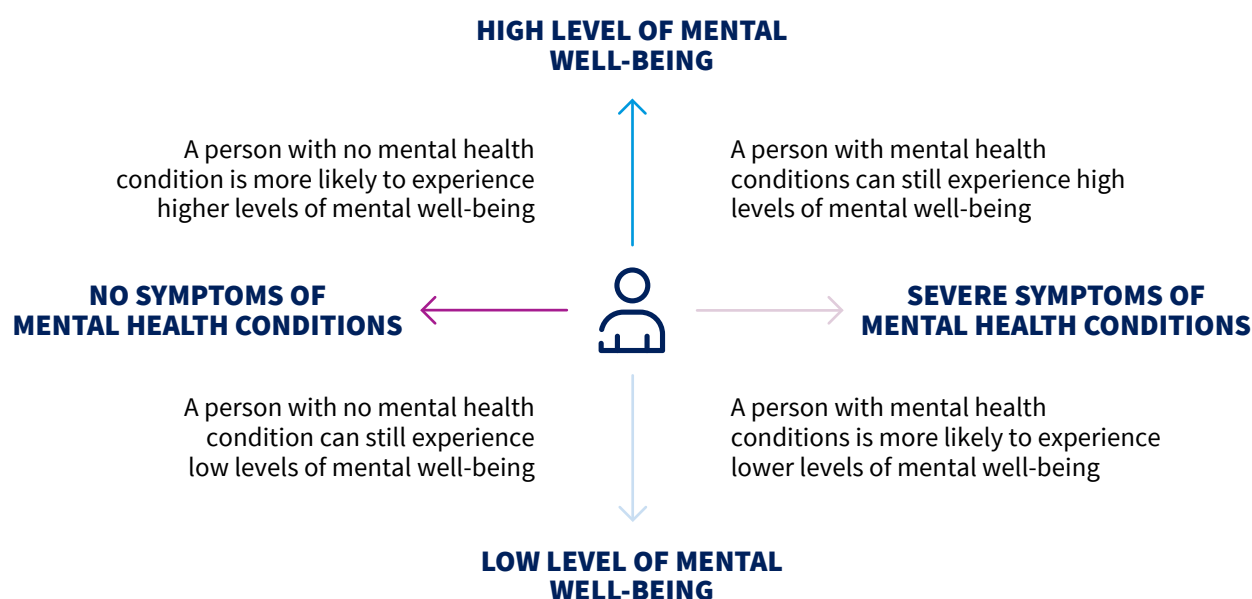 HIGH LEVEL OF MENTAL
WELL-BEING
A person with no mental health
condition is more likely to experience
higher levels of mental well-being
A person with mental health
conditions can still experience high
levels of mental well-being
NO SYMPTOMS OF
MENTAL HEALTH CONDITIONS
SEVERE SYMPTOMS OF
MENTAL HEALTH CONDITIONS
A person with no mental health
condition can still experience
low levels of mental well-being
A person with mental health
conditions is more likely to experience
lower levels of mental well-being
LOW LEVEL OF MENTAL
WELL-BEING